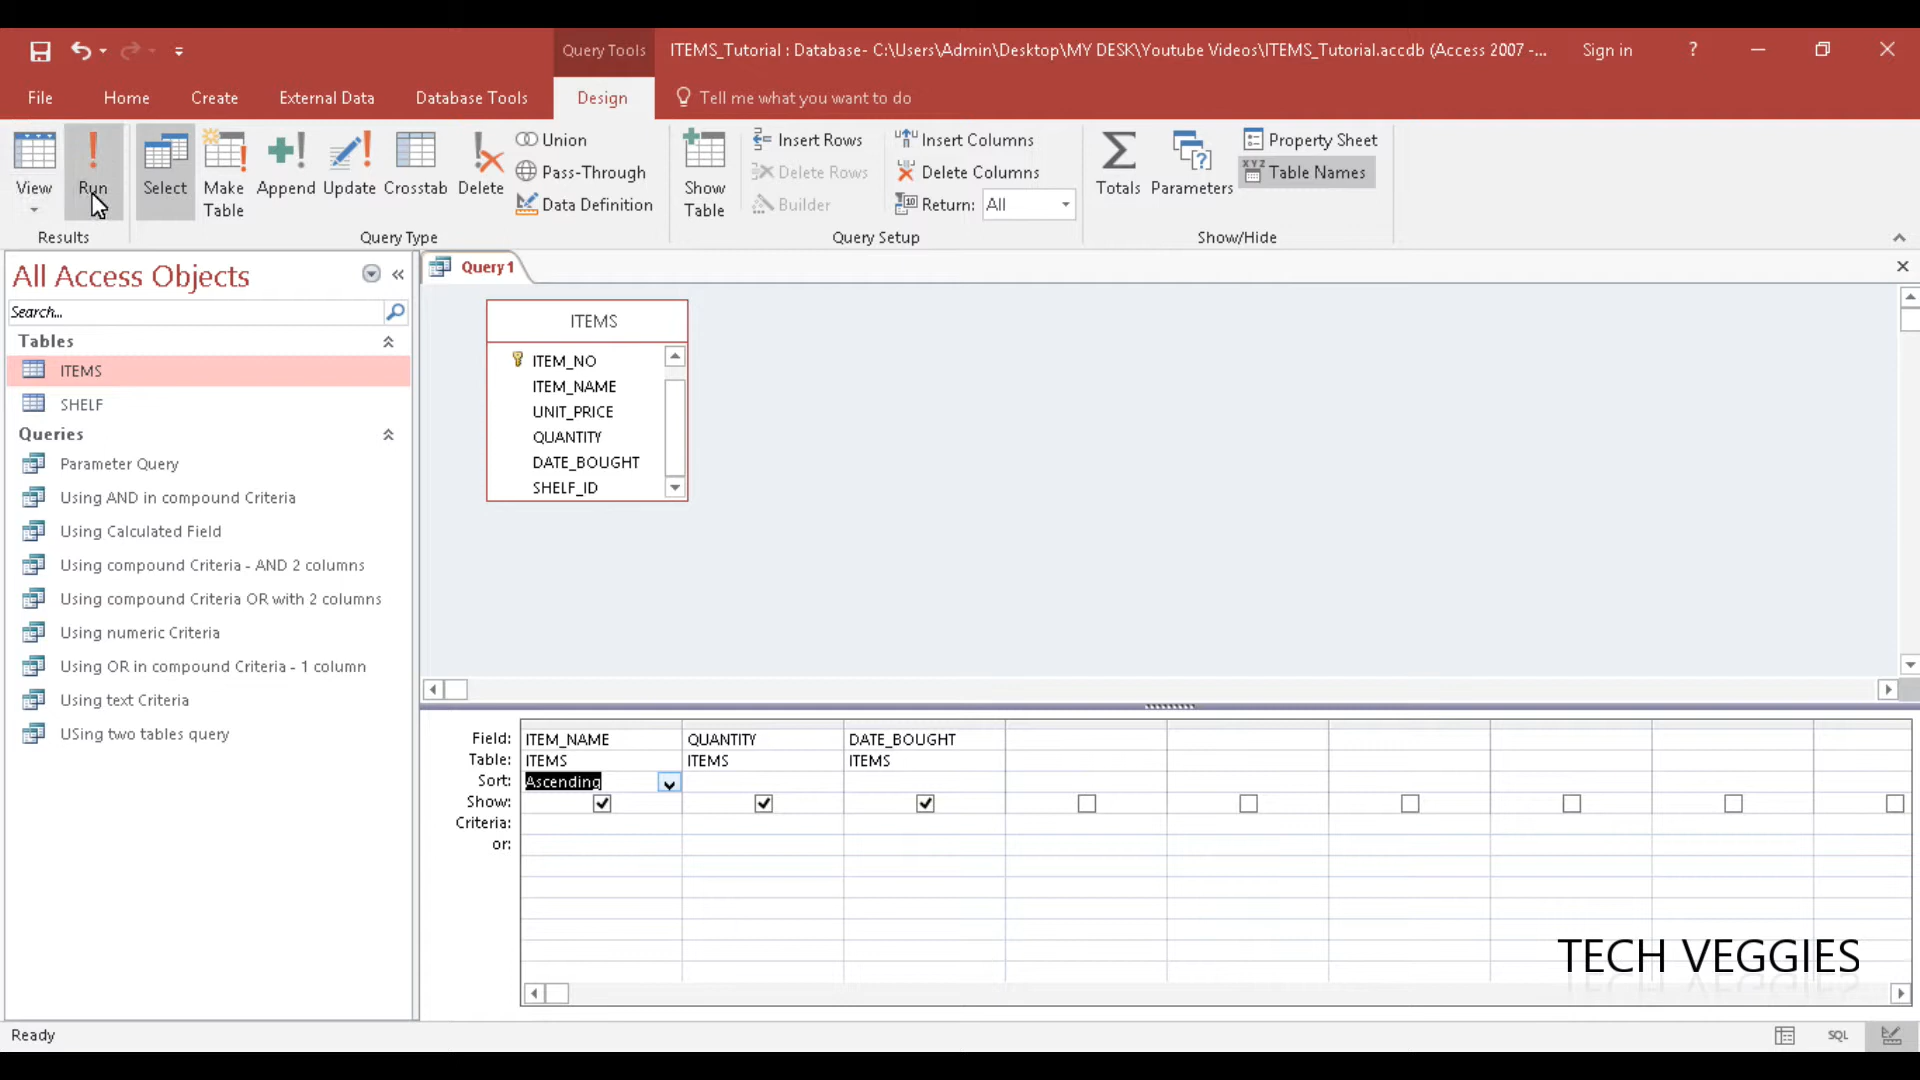 Query Tools
ITEMS_Tutorial : Database- C:\Users\Admin\Desktop\MY DESK\Youtube Videos\ITEMS_Tutorial.accdb (Access 2007 -...
Sign in
?
File
Home
Create
External Data
Database Tools
Design
Tell me what you want to do
View
Run
Select
Make Table
Append
Update
Crosstab
Delete
Union
Pass-Through
Data Definition
Show Table
Insert Rows
Delete Rows
Builder
Insert Columns
Delete Columns
Return: All
Totals
Parameters
Property Sheet
XYZ Table Names
Results
Query Type
Query Setup
Show/Hide
All Access Objects
Search...
Tables
ITEMS
SHELF
Queries
Parameter Query
Using AND in compound Criteria
Using Calculated Field
Using compound Criteria - AND 2 columns
Using compound Criteria OR with 2 columns
Using numeric Criteria
Using OR in compound Criteria - 1 column
Using text Criteria
USing two tables query
Query1
ITEMS
ITEM_NO
ITEM_NAME
UNIT_PRICE
QUANTITY
DATE_BOUGHT
SHELF_ID
Field: ITEM_NAME QUANTITY DATE_BOUGHT
Table: ITEMS ITEMS ITEMS
Sort: Ascending
Show:
Criteria:
or:
TECH VEGGIES
Ready
SQL